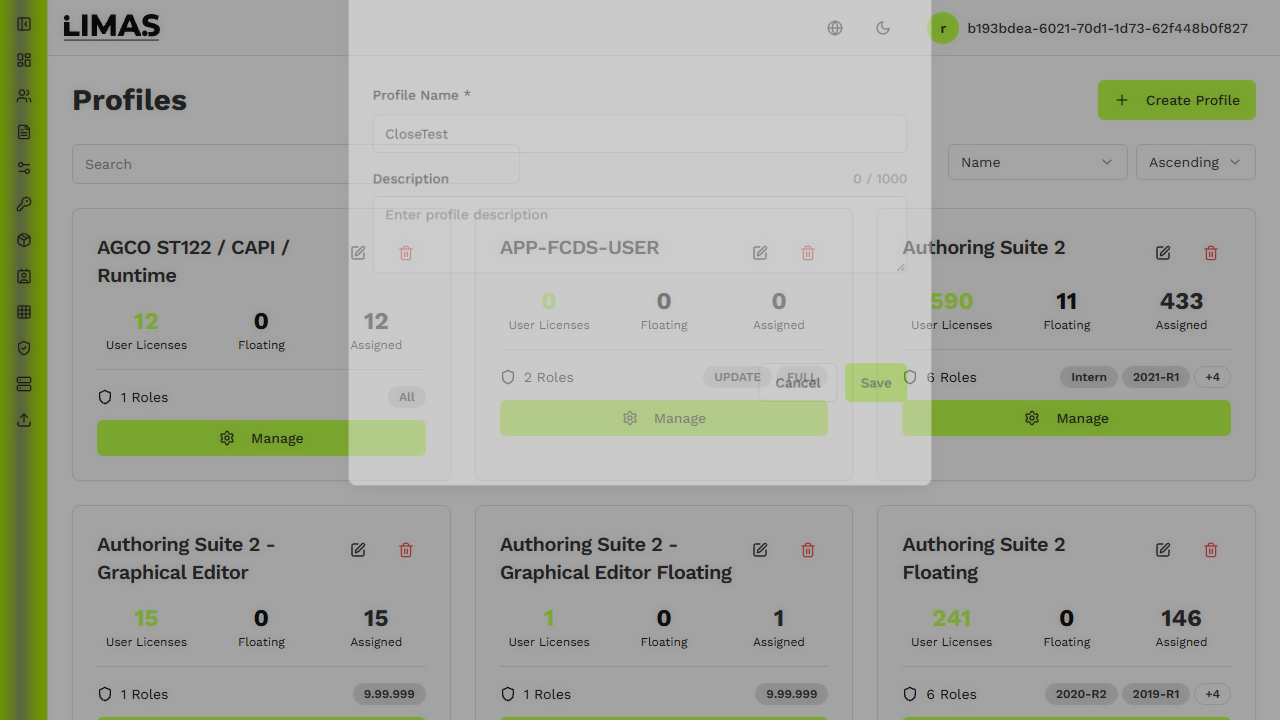 LIMAS
r b193bdea-6021-70d1-1d73-62f448b0f827
Profiles
Create Profile
Search
Name
Ascending
Profile Name *
CloseTest
Description
0 / 1000
Enter profile description
Cancel
Save
AGCO ST122 / CAPI /
Runtime
12 0 12
User Licenses Floating Assigned
1 Roles All
Manage
APP-FCDS-USER
0 0 0
User Licenses Floating Assigned
2 Roles UPDATE FULL
Manage
Authoring Suite 2
590 11 433
User Licenses Floating Assigned
6 Roles Intern 2021-R1 +4
Manage
Authoring Suite 2 -
Graphical Editor
15 0 15
User Licenses Floating Assigned
1 Roles 9.99.999
Authoring Suite 2 -
Graphical Editor Floating
1 0 1
User Licenses Floating Assigned
1 Roles 9.99.999
Authoring Suite 2
Floating
241 0 146
User Licenses Floating Assigned
6 Roles 2020-R2 2019-R1 +4